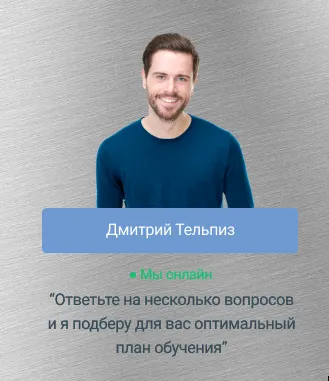 Дмитрий Тельпиз
• Мы онлайн
“Ответьте на несколько вопросов
и я подберу для вас оптимальный
план обучения”